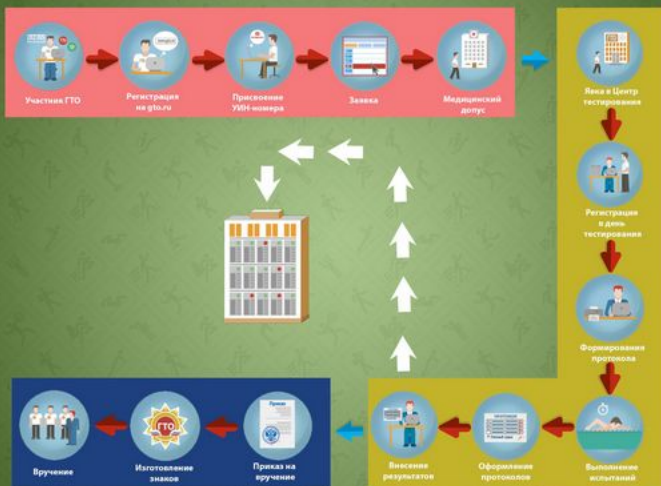 Участник ГТО
Регистрация
на gto.ru
Присвоение
УИН-номера
Заявка
Медицинский
допус
Явка в Центр
тестирования
Регистрация
в день
тестирования
Формирования
протокола
Выполнение
испытаний
Оформление
протоколов
Внесение
результатов
Приказ
Приказ на
вручение
ГТО
Изготовление
знаков
Вручение